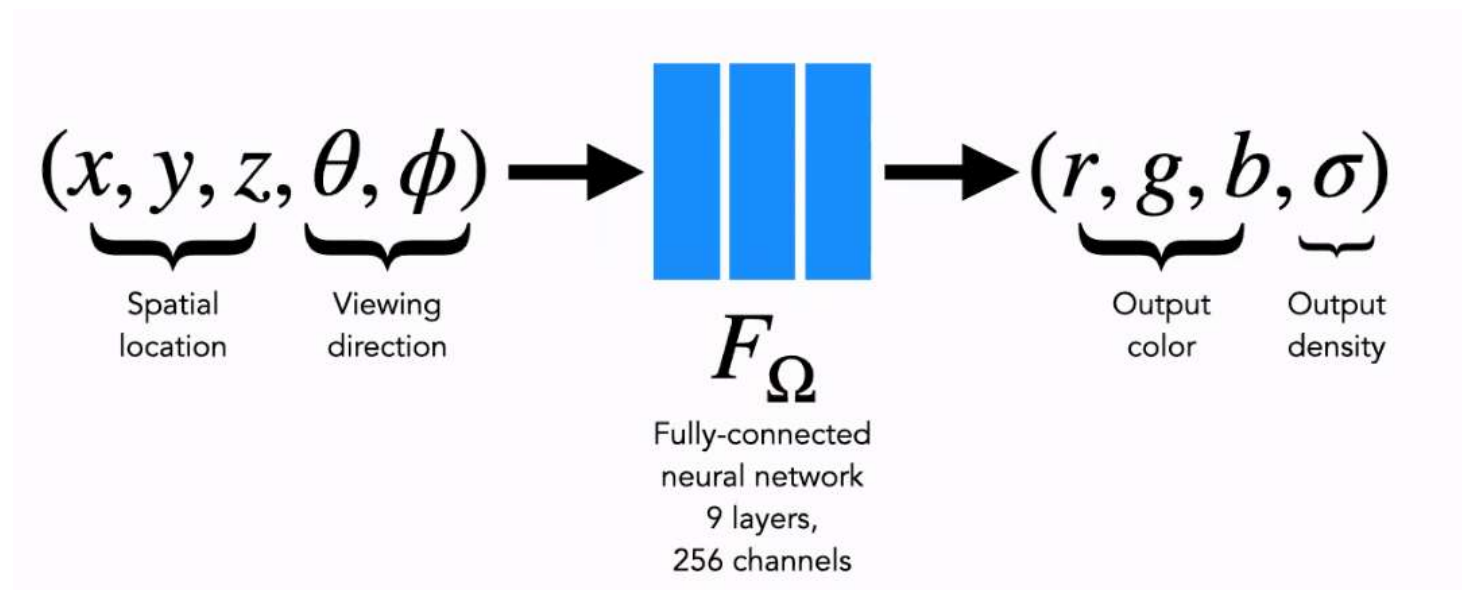 (x, y, z, θ, ϕ)
Spatial
location
Viewing
direction
F_Ω
Fully-connected
neural network
9 layers,
256 channels
(r, g, b, σ)
Output
color
Output
density